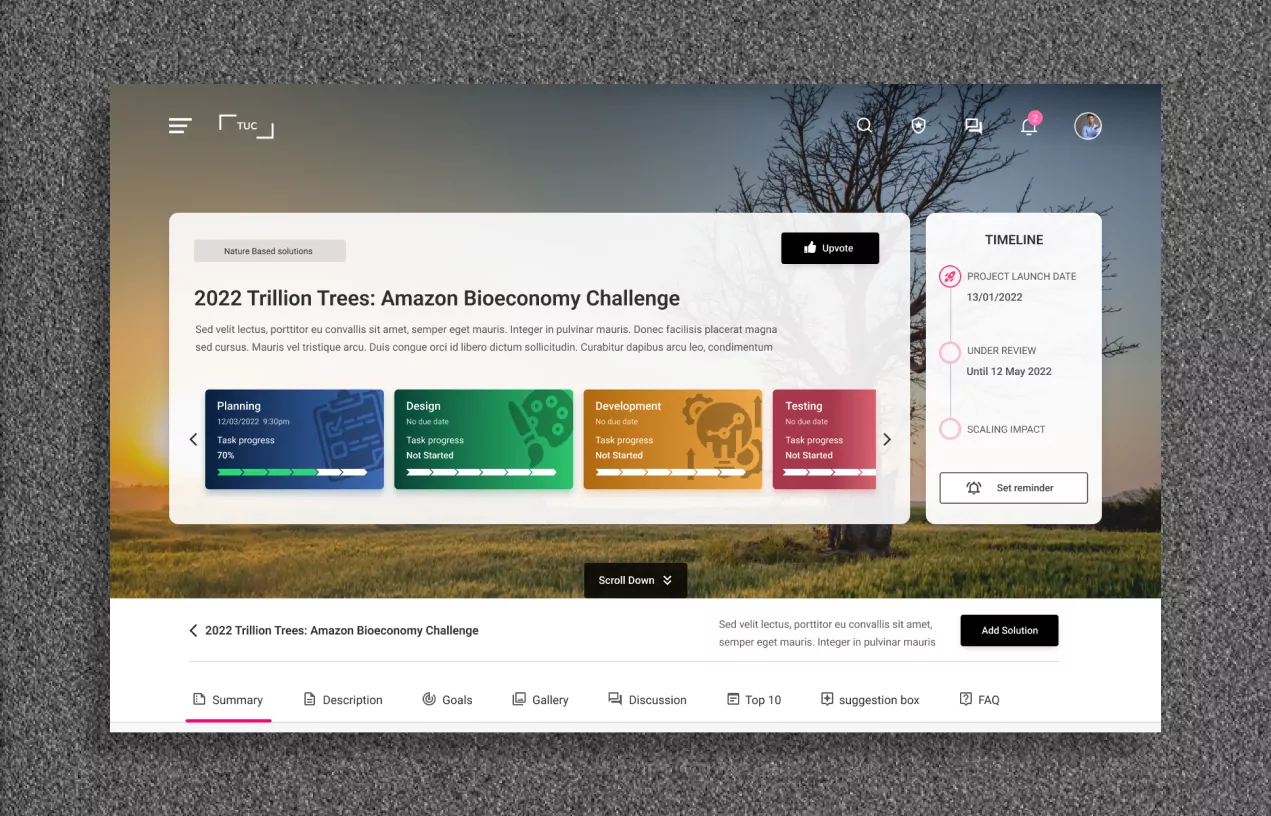 TUC
2
Nature Based solutions
Upvote
2022 Trillion Trees: Amazon Bioeconomy Challenge
Sed velit lectus, porttitor eu convallis sit amet, semper eget mauris. Integer in pulvinar mauris. Donec facilisis placerat magna
sed cursus. Mauris vel tristique arcu. Duis congue orci id libero dictum sollicitudin. Curabitur dapibus arcu leo, condimentum
Planning
12/03/2022 9:30pm
Task progress
70%
Design
No due date
Task progress
Not Started
Development
No due date
Task progress
Not Started
Testing
No due date
Task progress
Not Started
TIMELINE
PROJECT LAUNCH DATE
13/01/2022
UNDER REVIEW
Until 12 May 2022
SCALING IMPACT
Set reminder
Scroll Down
2022 Trillion Trees: Amazon Bioeconomy Challenge
Sed velit lectus, porttitor eu convallis sit amet,
semper eget mauris. Integer in pulvinar mauris
Add Solution
Summary
Description
Goals
Gallery
Discussion
Top 10
suggestion box
FAQ